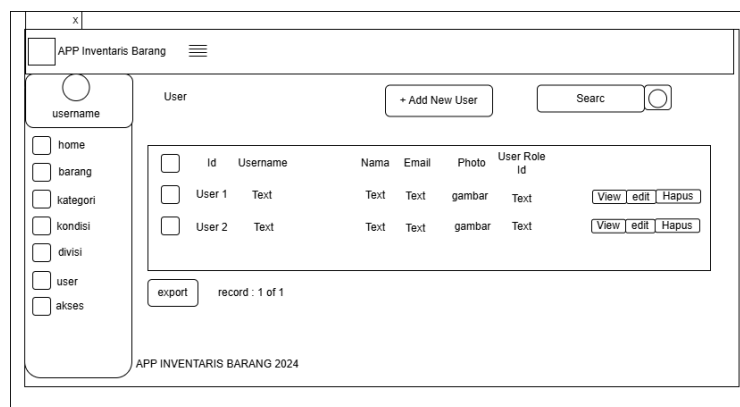 x
APP Inventaris Barang
username
User
+ Add New User
Searc
home
barang
kategori
kondisi
divisi
user
akses
Id Username Nama Email Photo User Role
Id
User 1 Text Text Text gambar Text View edit Hapus
User 2 Text Text Text gambar Text View edit Hapus
export record : 1 of 1
APP INVENTARIS BARANG 2024